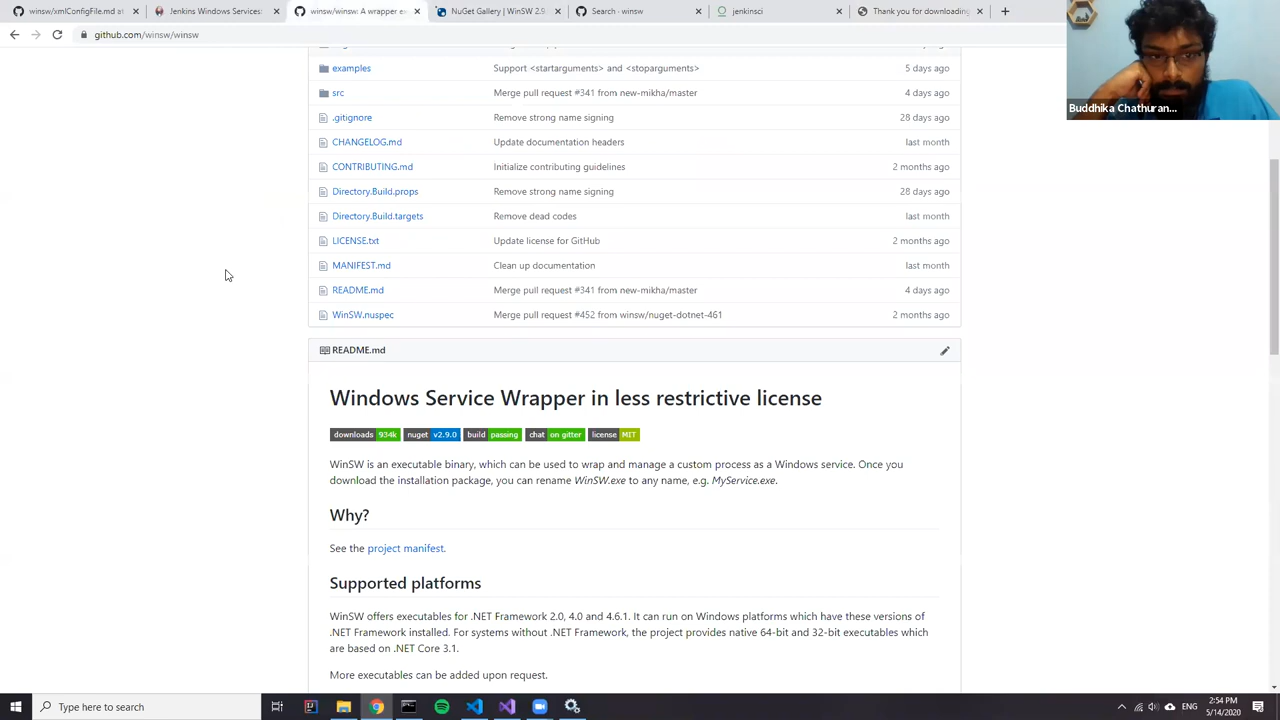 winsw/xmlConfigFile.md at
Jenkins Windows Services:
winsw/winsw: A wrapper ex
NuGet Gallery | WinSW 2.9
Search · winsw
jenkinsci
Thank you for downloading
github.com/winsw/winsw
Buddhika Chathuran...
examples Support <startarguments> and <stoparguments> 5 days ago
src Merge pull request #341 from new-mikha/master 4 days ago
.gitignore Remove strong name signing 28 days ago
CHANGELOG.md Update documentation headers last month
CONTRIBUTING.md Initialize contributing guidelines 2 months ago
Directory.Build.props Remove strong name signing 28 days ago
Directory.Build.targets Remove dead codes last month
LICENSE.txt Update license for GitHub 2 months ago
MANIFEST.md Clean up documentation last month
README.md Merge pull request #341 from new-mikha/master 4 days ago
WinSW.nuspec Merge pull request #452 from winsw/nuget-dotnet-461 2 months ago
README.md
Windows Service Wrapper in less restrictive license
downloads 934k nuget v2.9.0 build passing chat on gitter license MIT
WinSW is an executable binary, which can be used to wrap and manage a custom process as a Windows service. Once you
download the installation package, you can rename WinSW.exe to any name, e.g. MyService.exe.
Why?
See the project manifest.
Supported platforms
WinSW offers executables for .NET Framework 2.0, 4.0 and 4.6.1. It can run on Windows platforms which have these versions of
.NET Framework installed. For systems without .NET Framework, the project provides native 64-bit and 32-bit executables which
are based on .NET Core 3.1.
More executables can be added upon request.
Type here to search
ENG
2:54 PM
5/14/2020